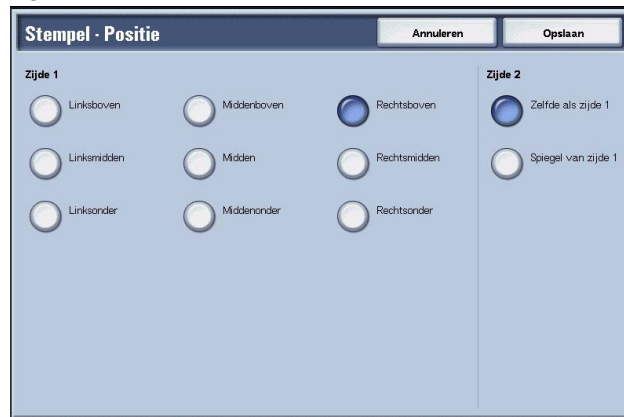 Stempel - Positie
Annuleren
Opslaan
Zijde 1
Zijde 2
Linksboven
Middenboven
Rechtsboven
Zelfde als zijde 1
Linksmidden
Midden
Rechtsmidden
Spiegel van zijde 1
Linksonder
Middenonder
Rechtsonder